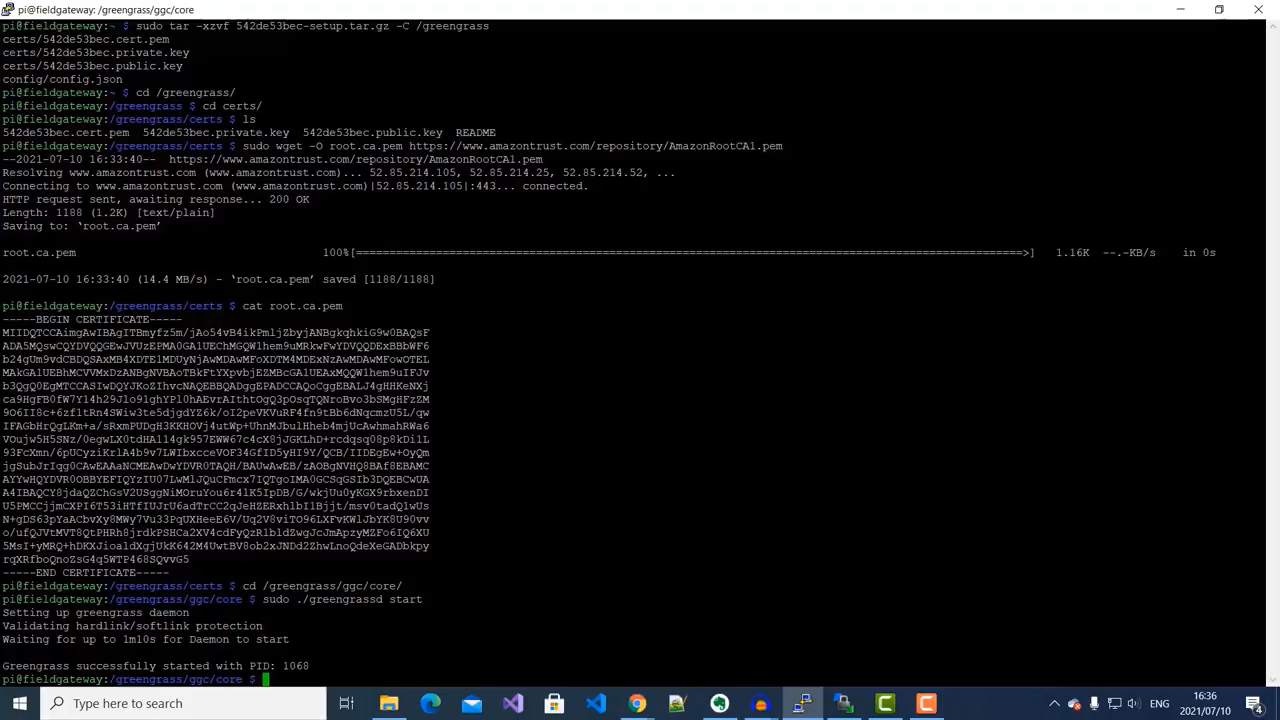 pi@fieldgateway: /greengrass/ggc/core
pi@fieldgateway:~ $ sudo tar -xzvf 542de53bec-setup.tar.gz -C /greengrass
certs/542de53bec.cert.pem
certs/542de53bec.private.key
certs/542de53bec.public.key
config/config.json
pi@fieldgateway:~ $ cd /greengrass/
pi@fieldgateway:/greengrass $ cd certs/
pi@fieldgateway:/greengrass/certs $ ls
542de53bec.cert.pem  542de53bec.private.key  542de53bec.public.key  README
pi@fieldgateway:/greengrass/certs $ sudo wget -O root.ca.pem https://www.amazontrust.com/repository/AmazonRootCA1.pem
--2021-07-10 16:33:40--  https://www.amazontrust.com/repository/AmazonRootCA1.pem
Resolving www.amazontrust.com (www.amazontrust.com)... 52.85.214.105, 52.85.214.25, 52.85.214.52, ...
Connecting to www.amazontrust.com (www.amazontrust.com)|52.85.214.105|:443... connected.
HTTP request sent, awaiting response... 200 OK
Length: 1188 (1.2K) [text/plain]
Saving to: ‘root.ca.pem’
root.ca.pem 100%[=====================================================================================================>] 1.16K --.-KB/s in 0s
2021-07-10 16:33:40 (14.4 MB/s) - ‘root.ca.pem’ saved [1188/1188]
pi@fieldgateway:/greengrass/certs $ cat root.ca.pem
-----BEGIN CERTIFICATE-----
MIIDQTCCAimgAwIBAgITBmyfz5m/jAo54vB4ikPmljZbyjANBgkqhkiG9w0BAQsF
ADA5MQswCQYDVQQGEwJVUzEPMA0GA1UEChMGQW1hem9uMRkwFwYDVQQDExBBbWF6
b24gUm9vdCBDQSAxMB4XDTE1MDUyNjAwMDAwMFoXDTM4MDExNzAwMDAwMFowOTEL
MAkGA1UEBhMCVVMxDzANBgNVBAoTBkFtYXpvbjEZMBcGA1UEAxMQQW1hem9uIFJv
b3QgQ0EgMTCCASIwDQYJKoZIhvcNAQEBBQADggEPADCCAQoCggEBALJ4gHHKeNXj
ca9HgFB0fW7Y14h29Jlo91ghYPl0hAEvrAIthtOgQ3pOsqTQNroBvo3bSMgHFzZM
9O6II8c+6zf1tRn4SWiw3te5djgdYZ6k/oI2peVKVuRF4fn9tBb6dNqcmzU5L/qw
IFAGbHrQgLKm+a/sRxmPUDgH3KKHOVj4utWp+UhnMJbulHheb4mjUcAwhmahRWa6
VOujw5H5SNz/0egwLX0tdHA114gk957EWW67c4cX8jJGKLhD+rcdqsq08p8kDi1L
93FcXmn/6pUCyziKrlA4b9v7LWIbxcceVOF34GfID5yHI9Y/QCB/IIDEgEw+OyQm
jgSubJrIqg0CAwEAAaNCMEAwDwYDVR0TAQH/BAUwAwEB/zAOBgNVHQ8BAf8EBAMC
AYYwHQYDVR0OBBYEFIQYzIU07LwMlJQuCFmcx7IQTgoIMA0GCSqGSIb3DQEBCwUA
A4IBAQCY8jdaQZChGsV2USggNiMOruYou6r4lK5IpDB/G/wkjUu0yKGX9rbxenDI
U5PMCCjjmCXPI6T53iHTfIUJrU6adTrCC2qJeHZERxhlbI1Bjjt/msv0tadQ1wUs
N+gDS63pYaACbvXy8MWy7Vu33PqUXHeeE6V/Uq2V8viTO96LXFvKWlJbYK8U90vv
o/ufQJVtMVT8QtPHRh8jrdkPSHCa2XV4cdFyQzR1bldZwgJcJmApzyMZFo6IQ6XU
5MsI+yMRQ+hDKXJioaldXgjUkK642M4UwtBV8ob2xJNDd2ZhwLnoQdeXeGADbkpy
rqXRfboQnoZsG4q5WTP468SQvvG5
-----END CERTIFICATE-----
pi@fieldgateway:/greengrass/certs $ cd /greengrass/ggc/core/
pi@fieldgateway:/greengrass/ggc/core $ sudo ./greengrassd start
Setting up greengrass daemon
Validating hardlink/softlink protection
Waiting for up to 1m10s for Daemon to start
Greengrass successfully started with PID: 1068
pi@fieldgateway:/greengrass/ggc/core $
Type here to search
ENG
16:36
2021/07/10
4